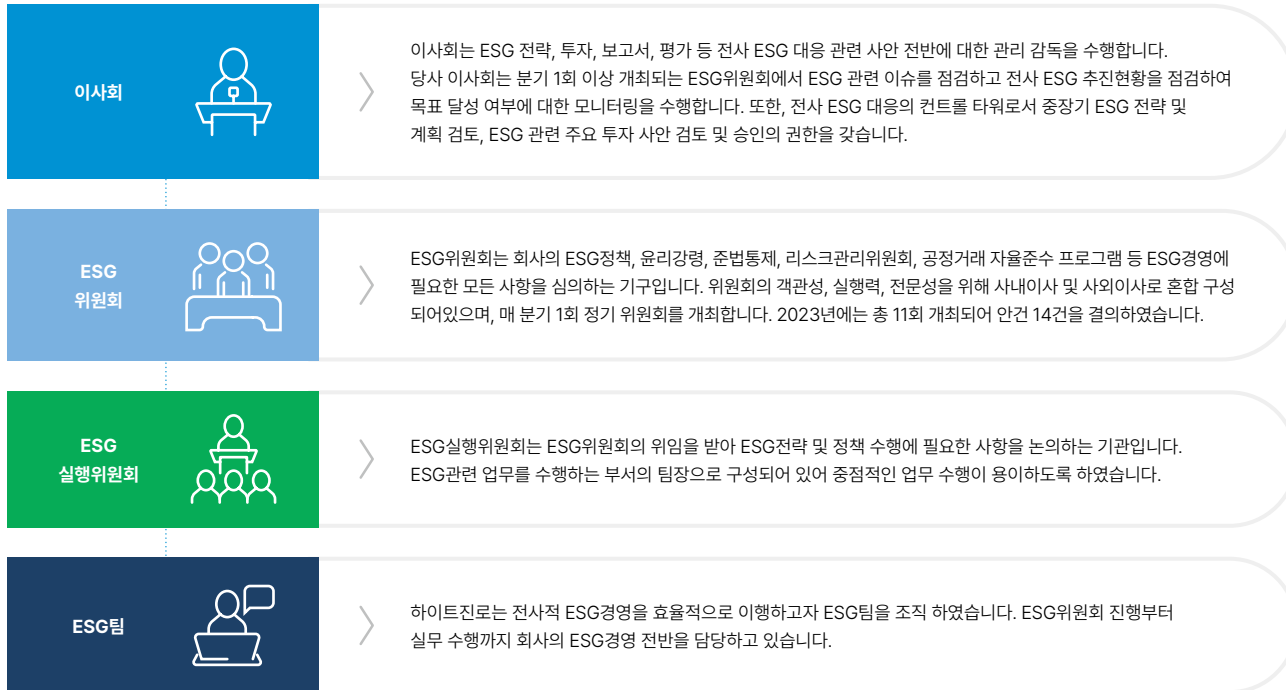 이사회
이사회는 ESG 전략, 투자, 보고서, 평가 등 전사 ESG 대응 관련 사안 전반에 대한 관리 감독을 수행합니다.
당사 이사회는 분기 1회 이상 개최되는 ESG위원회에서 ESG 관련 이슈를 점검하고 전사 ESG 추진현황을 점검하여
목표 달성 여부에 대한 모니터링을 수행합니다. 또한, 전사 ESG 대응의 컨트롤 타워로서 중장기 ESG 전략 및
계획 검토, ESG 관련 주요 투자 사안 검토 및 승인의 권한을 갖습니다.
ESG
위원회
ESG위원회는 회사의 ESG정책, 윤리강령, 준법통제, 리스크관리위원회, 공정거래 자율준수 프로그램 등 ESG경영에
필요한 모든 사항을 심의하는 기구입니다. 위원회의 객관성, 실행력, 전문성을 위해 사내이사 및 사외이사로 혼합 구성
되어있으며, 매 분기 1회 정기 위원회를 개최합니다. 2023년에는 총 11회 개최되어 안건 14건을 결의하였습니다.
ESG
실행위원회
ESG실행위원회는 ESG위원회의 위임을 받아 ESG전략 및 정책 수행에 필요한 사항을 논의하는 기관입니다.
ESG관련 업무를 수행하는 부서의 팀장으로 구성되어 있어 중점적인 업무 수행이 용이하도록 하였습니다.
ESG팀
하이트진로는 전사적 ESG경영을 효율적으로 이행하고자 ESG팀을 조직 하였습니다. ESG위원회 진행부터
실무 수행까지 회사의 ESG경영 전반을 담당하고 있습니다.